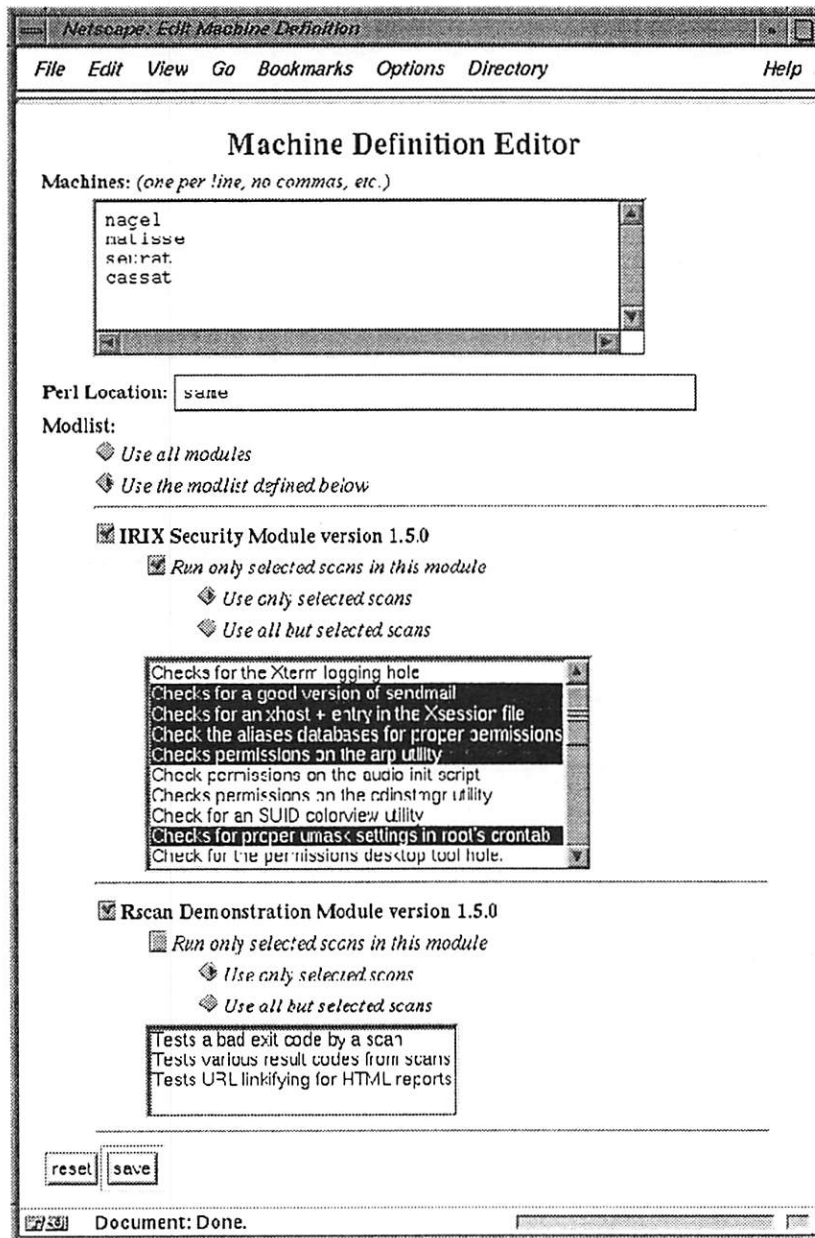 Netscape: Edit Machine Definition
File Edit View Go Bookmarks Options Directory Help
Machine Definition Editor
Machines: (one per line, no commas, etc.)
nagel
matisse
seurat
cassat
Perl Location: same
Modlist:
Use all modules
Use the modlist defined below
IRIX Security Module version 1.5.0
Run only selected scans in this module
Use only selected scans
Use all but selected scans
Checks for the Xterm logging hole
Checks for a good version of sendmail
Checks for an xhost + entry in the Xsession file
Check the aliases databases for proper permissions
Checks permissions on the arp utility
Check permissions on the audio init script
Checks permissions on the cdinstmgr utility
Check for an SUID colorview utility
Checks for proper umask settings in root's crontab
Check for the permissions desktop tool hole.
Rscan Demonstration Module version 1.5.0
Run only selected scans in this module
Use only selected scans
Use all but selected scans
Tests a bad exit code by a scan
Tests various result codes from scans
Tests URL linkifying for HTML reports
reset save
Document: Done.